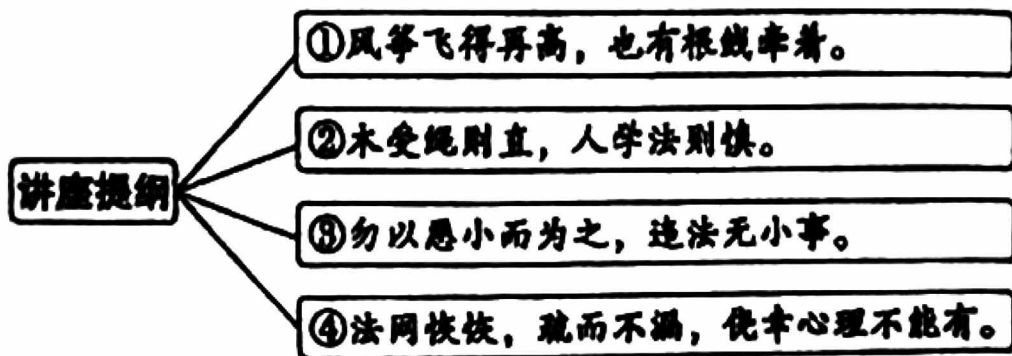 讲座提纲
①风筝飞得再高，也有根线牵着。
②木受绳则直，人学法则慎。
③勿以恶小而为之，违法无小事。
④法网恢恢，疏而不漏，侥幸心理不能有。